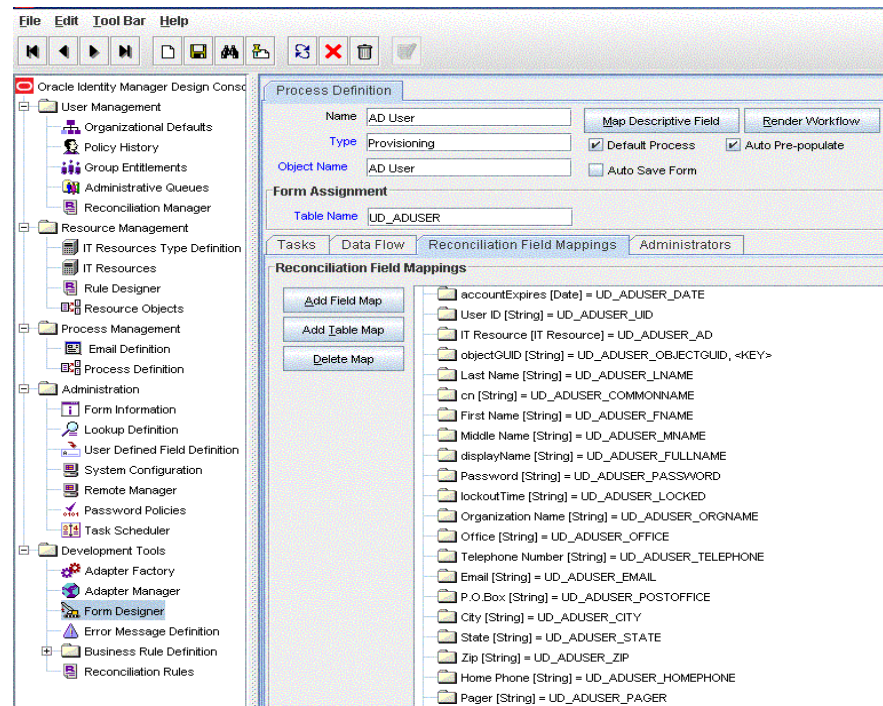 File Edit Tool Bar Help
Oracle Identity Manager Design Conso
User Management
Organizational Defaults
Policy History
Group Entitlements
Administrative Queues
Reconciliation Manager
Resource Management
IT Resources Type Definition
IT Resources
Rule Designer
Resource Objects
Process Management
Email Definition
Process Definition
Administration
Form Information
Lookup Definition
User Defined Field Definition
System Configuration
Remote Manager
Password Policies
Task Scheduler
Development Tools
Adapter Factory
Adapter Manager
Form Designer
Error Message Definition
Business Rule Definition
Reconciliation Rules
Process Definition
Name AD User Map Descriptive Field Render Workflow
Type Provisioning Default Process Auto Pre-populate
Object Name AD User Auto Save Form
Form Assignment
Table Name UD_ADUSER
Tasks Data Flow Reconciliation Field Mappings Administrators
Reconciliation Field Mappings
Add Field Map
Add Table Map
Delete Map
accountExpires [Date] = UD_ADUSER_DATE
User ID [String] = UD_ADUSER_UID
IT Resource [IT Resource] = UD_ADUSER_AD
objectGUID [String] = UD_ADUSER_OBJECTGUID, <KEY>
Last Name [String] = UD_ADUSER_LNAME
cn [String] = UD_ADUSER_COMMONNAME
First Name [String] = UD_ADUSER_FNAME
Middle Name [String] = UD_ADUSER_MNAME
displayName [String] = UD_ADUSER_FULLNAME
Password [String] = UD_ADUSER_PASSWORD
lockoutTime [String] = UD_ADUSER_LOCKED
Organization Name [String] = UD_ADUSER_ORGNAME
Office [String] = UD_ADUSER_OFFICE
Telephone Number [String] = UD_ADUSER_TELEPHONE
Email [String] = UD_ADUSER_EMAIL
P.O.Box [String] = UD_ADUSER_POSTOFFICE
City [String] = UD_ADUSER_CITY
State [String] = UD_ADUSER_STATE
Zip [String] = UD_ADUSER_ZIP
Home Phone [String] = UD_ADUSER_HOMEPHONE
Pager [String] = UD_ADUSER_PAGER